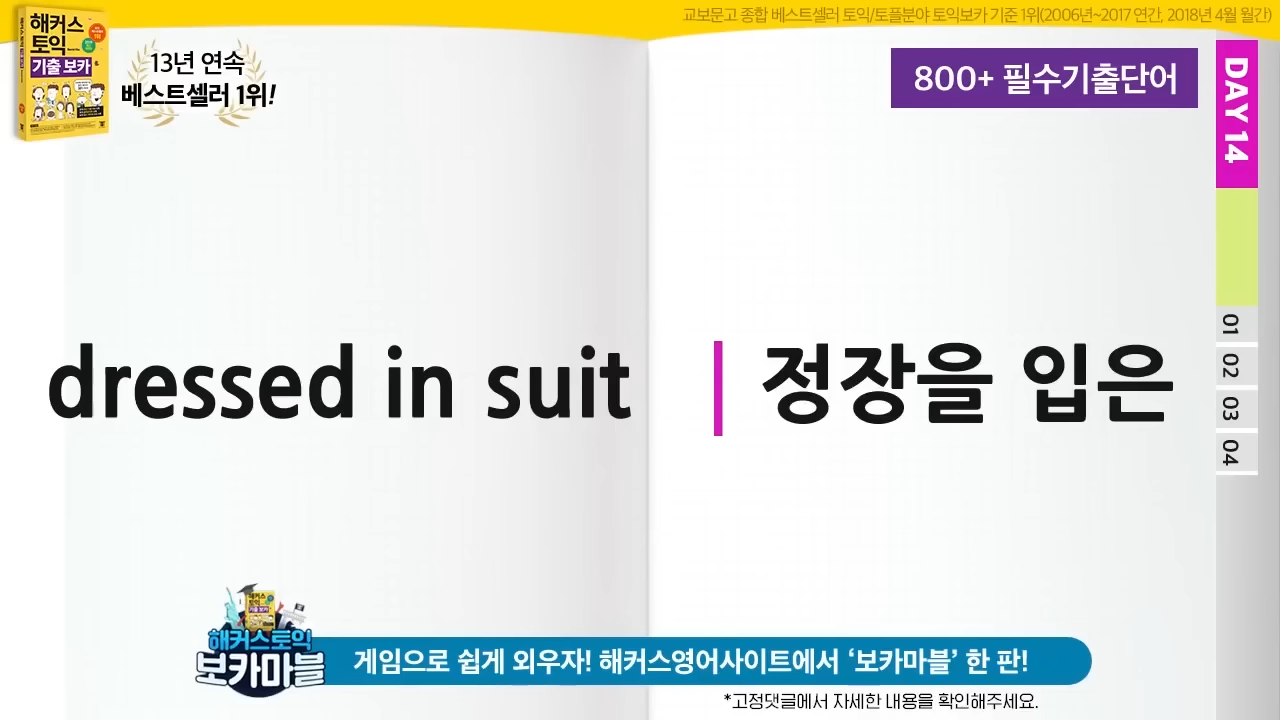 교보문고 종합 베스트셀러 토익/토플분야 토익보카 기준 1위(2006년~2017 연간, 2018년 4월 월간)
해커스
토익
기출 보카
13년 연속
베스트셀러 1위!
800+ 필수기출단어
DAY 14
01
02
03
04
dressed in suit
정장을 입은
해커스토익
보카마블
게임으로 쉽게 외우자! 해커스영어사이트에서 ‘보카마블’ 한 판!
*고정댓글에서 자세한 내용을 확인해주세요.